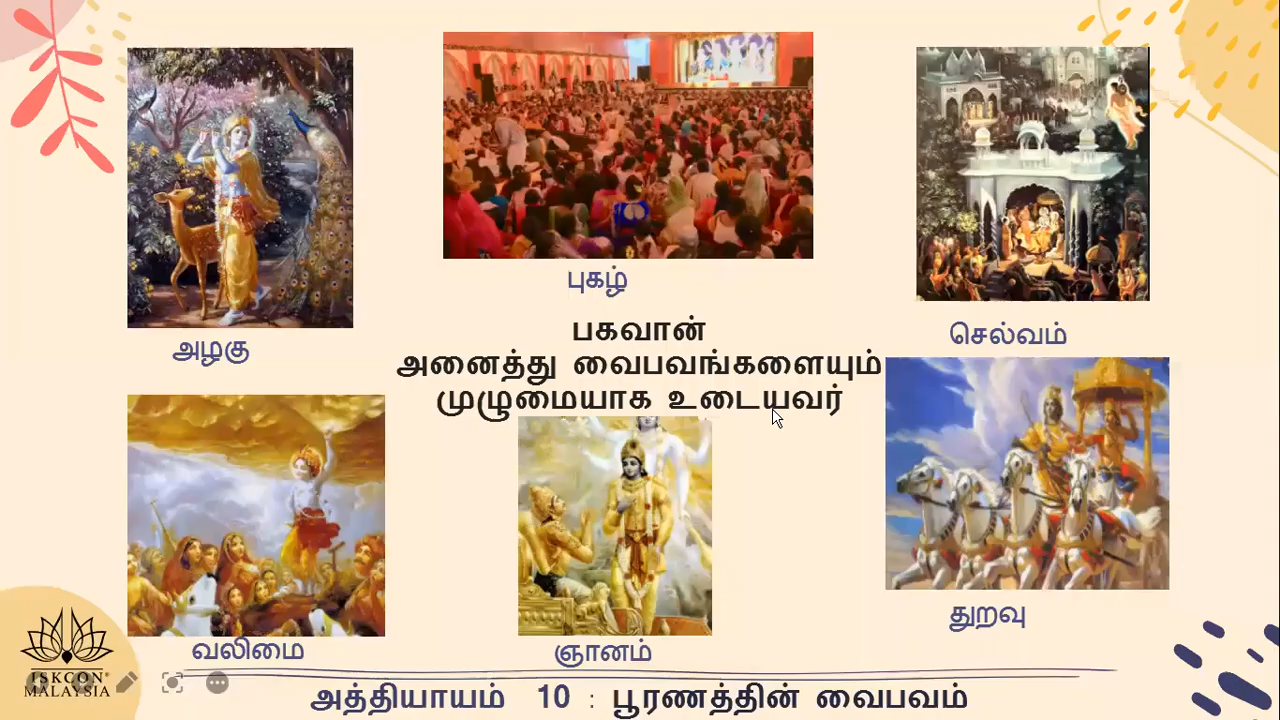 புகழ்
அழகு
செல்வம்
பகவான்
அனைத்து வைபவங்களையும்
முழுமையாக உடையவர்
துறவு
வலிமை
ஞானம்
ISKCON®
MALAYSIA
அத்தியாயம் 10 : பூரணத்தின் வைபவம்